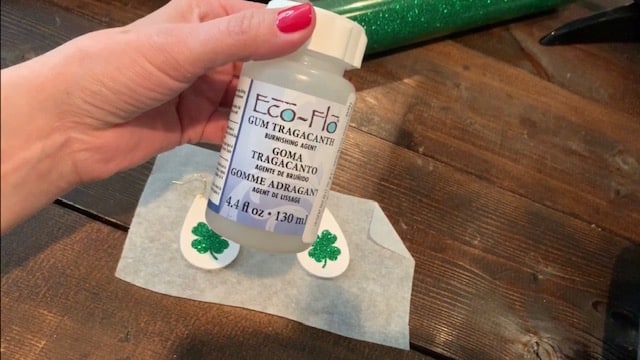 Eco-Flo
GUM TRAGACANTH
BURNISHING AGENT
GOMA
TRAGACANTO
AGENTE DE BRUÑIDO
GOMME ADRAGANT
AGENT DE LISSAGE
4.4 fl oz • 130 ml